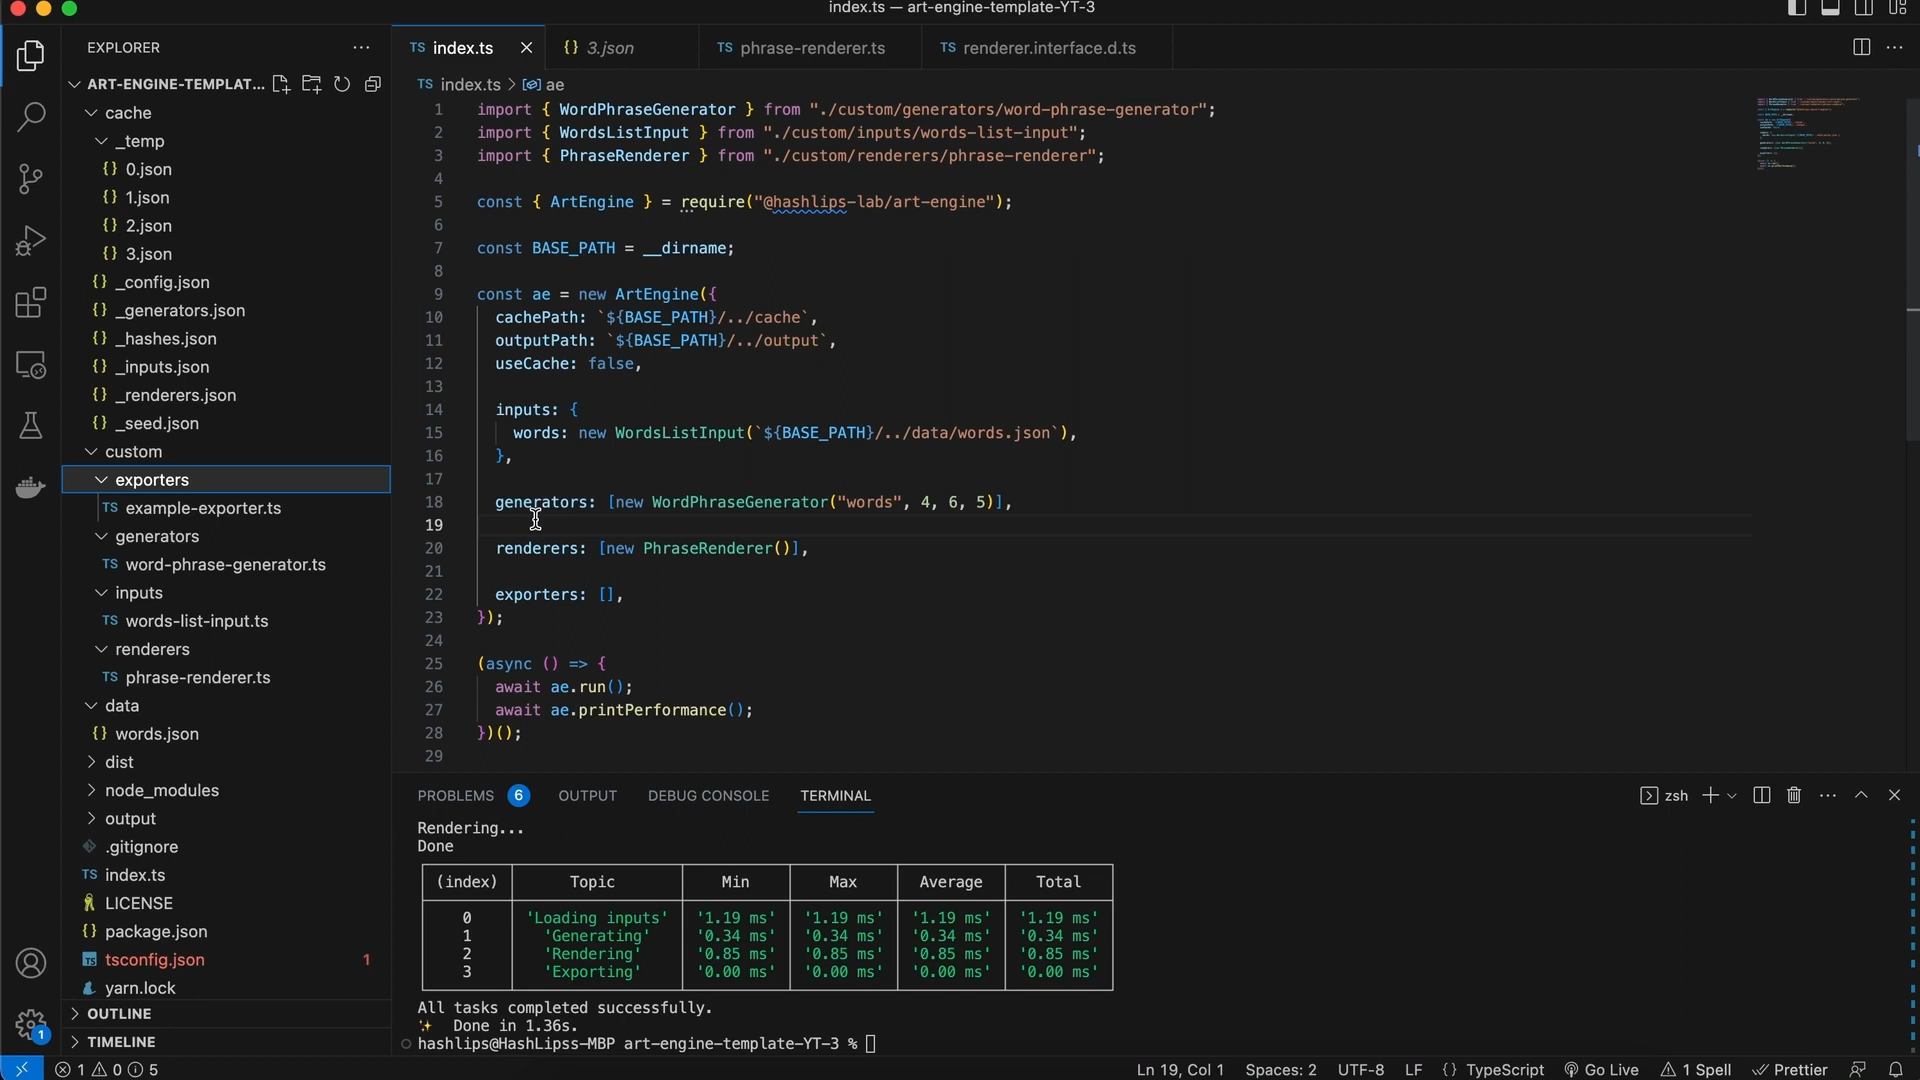 index.ts — art-engine-template-YT-3
EXPLORER
ART-ENGINE-TEMPLAT...
cache
_temp
{} 0.json
{} 1.json
{} 2.json
{} 3.json
{} _config.json
{} _generators.json
{} _hashes.json
{} _inputs.json
{} _renderers.json
{} _seed.json
custom
exporters
TS example-exporter.ts
generators
TS word-phrase-generator.ts
inputs
TS words-list-input.ts
renderers
TS phrase-renderer.ts
data
{} words.json
dist
node_modules
output
.gitignore
TS index.ts
LICENSE
{} package.json
TS tsconfig.json 1
yarn.lock
OUTLINE
TIMELINE
1
TS index.ts
{} 3.json
TS phrase-renderer.ts
TS renderer.interface.d.ts
TS index.ts > ae
1 import { WordPhraseGenerator } from "./custom/generators/word-phrase-generator";
2 import { WordsListInput } from "./custom/inputs/words-list-input";
3 import { PhraseRenderer } from "./custom/renderers/phrase-renderer";
4
5 const { ArtEngine } = require("@hashlips-lab/art-engine");
6
7 const BASE_PATH = __dirname;
8
9 const ae = new ArtEngine({
10 cachePath: `${BASE_PATH}/../cache`,
11 outputPath: `${BASE_PATH}/../output`,
12 useCache: false,
13
14 inputs: {
15 words: new WordsListInput(`${BASE_PATH}/../data/words.json`),
16 },
17
18 generators: [new WordPhraseGenerator("words", 4, 6, 5)],
19
20 renderers: [new PhraseRenderer()],
21
22 exporters: [],
23 });
24
25 (async () => {
26 await ae.run();
27 await ae.printPerformance();
28 })();
29
PROBLEMS 6 OUTPUT DEBUG CONSOLE TERMINAL
zsh
Rendering...
Done
(index) Topic Min Max Average Total
0 'Loading inputs' '1.19 ms' '1.19 ms' '1.19 ms' '1.19 ms'
1 'Generating' '0.34 ms' '0.34 ms' '0.34 ms' '0.34 ms'
2 'Rendering' '0.85 ms' '0.85 ms' '0.85 ms' '0.85 ms'
3 'Exporting' '0.00 ms' '0.00 ms' '0.00 ms' '0.00 ms'
All tasks completed successfully.
✨ Done in 1.36s.
hashlips@HashLipss-MBP art-engine-template-YT-3 %
1 0 5
Ln 19, Col 1 Spaces: 2 UTF-8 LF {} TypeScript Go Live 1 Spell Prettier